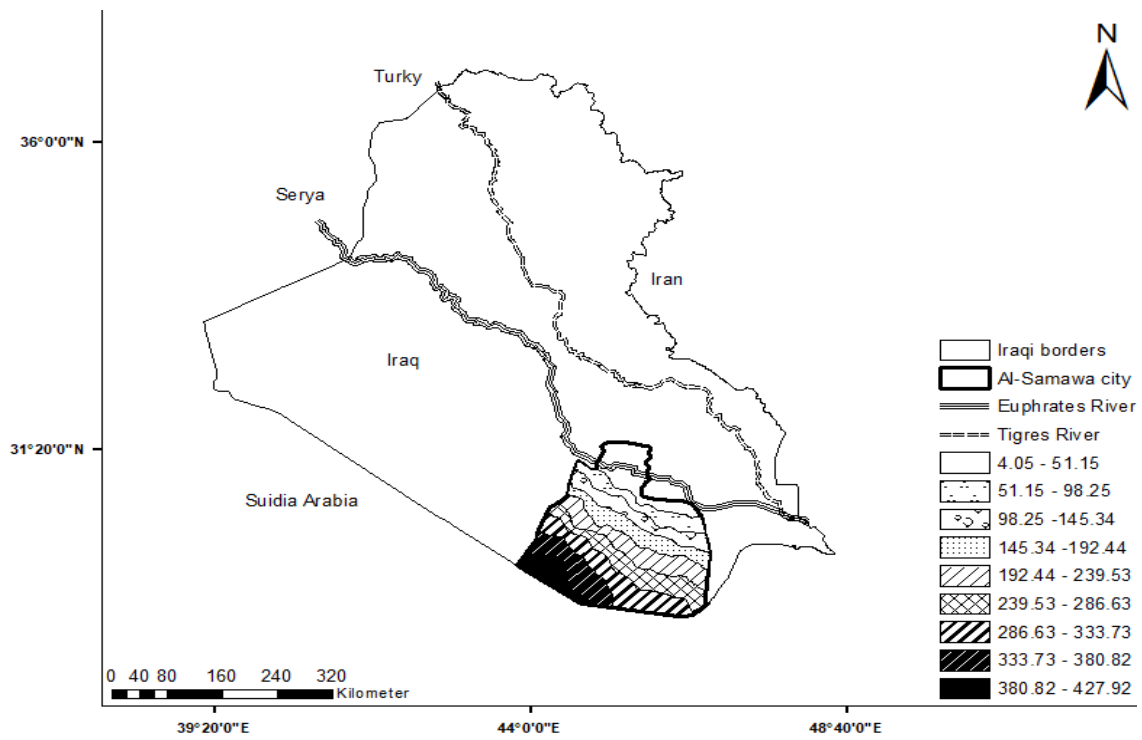 N
Turky
36°0'0"N
Serya
Iran
Iraq
31°20'0"N
Suidia Arabia
Iraqi borders
Al-Samawa city
Euphrates River
Tigres River
4.05 - 51.15
51.15 - 98.25
98.25 -145.34
145.34 -192.44
192.44 - 239.53
239.53 - 286.63
286.63 - 333.73
333.73 - 380.82
380.82 - 427.92
0 40 80 160 240 320
Kilometer
39°20'0"E 44°0'0"E 48°40'0"E